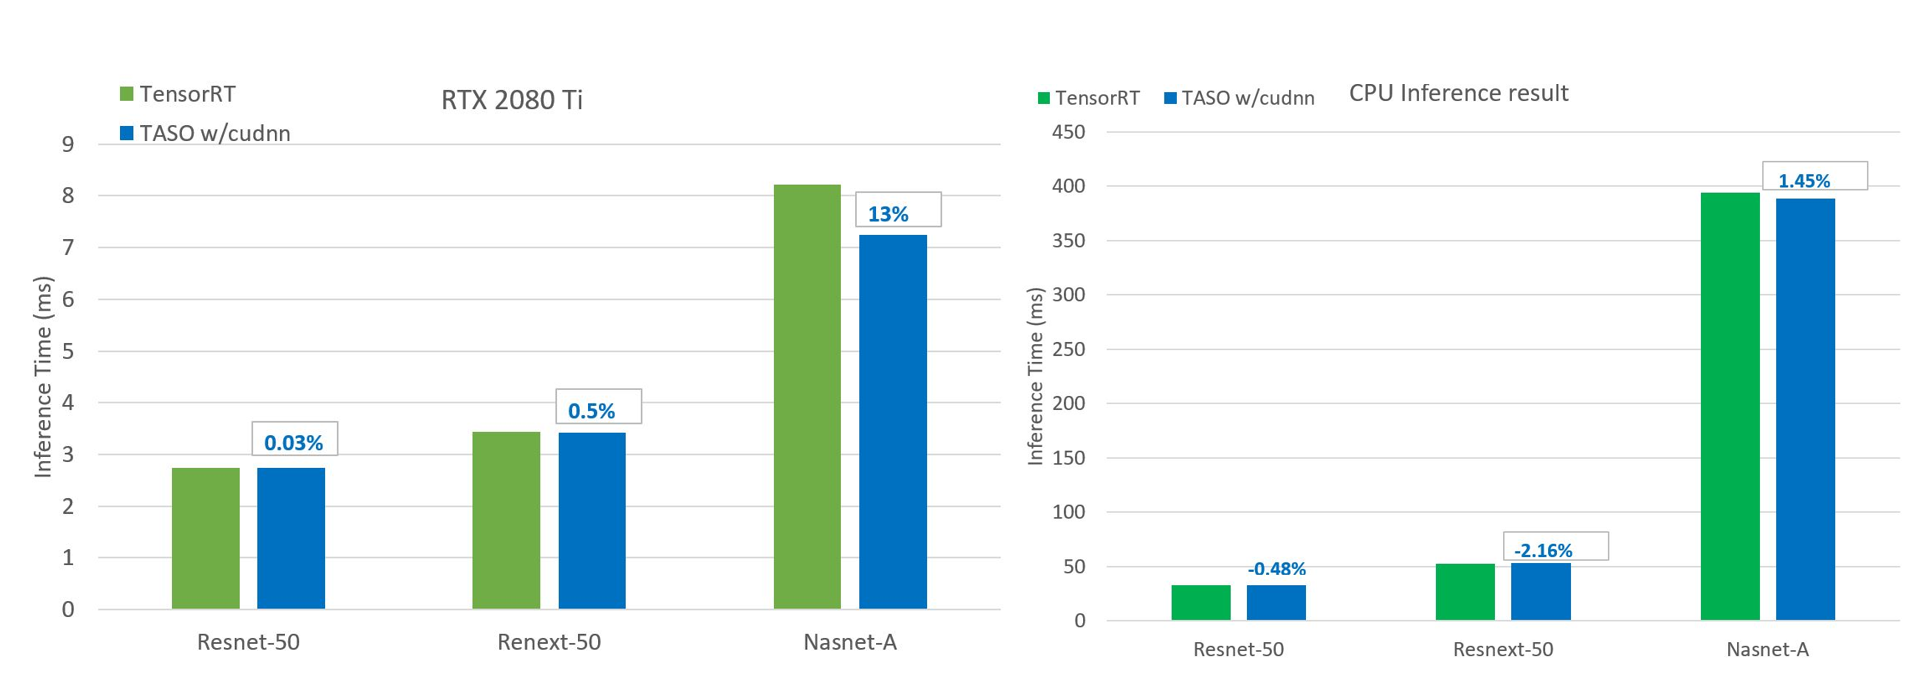 TensorRT
TASO w/cudnn
RTX 2080 Ti
Inference Time (ms)
9
8
7
6
5
4
3
2
1
0
0.03%
0.5%
13%
Resnet-50
Renext-50
Nasnet-A
TensorRT
TASO w/cudnn
CPU Inference result
Inference Time (ms)
450
400
350
300
250
200
150
100
50
0
-0.48%
-2.16%
1.45%
Resnet-50
Resnext-50
Nasnet-A